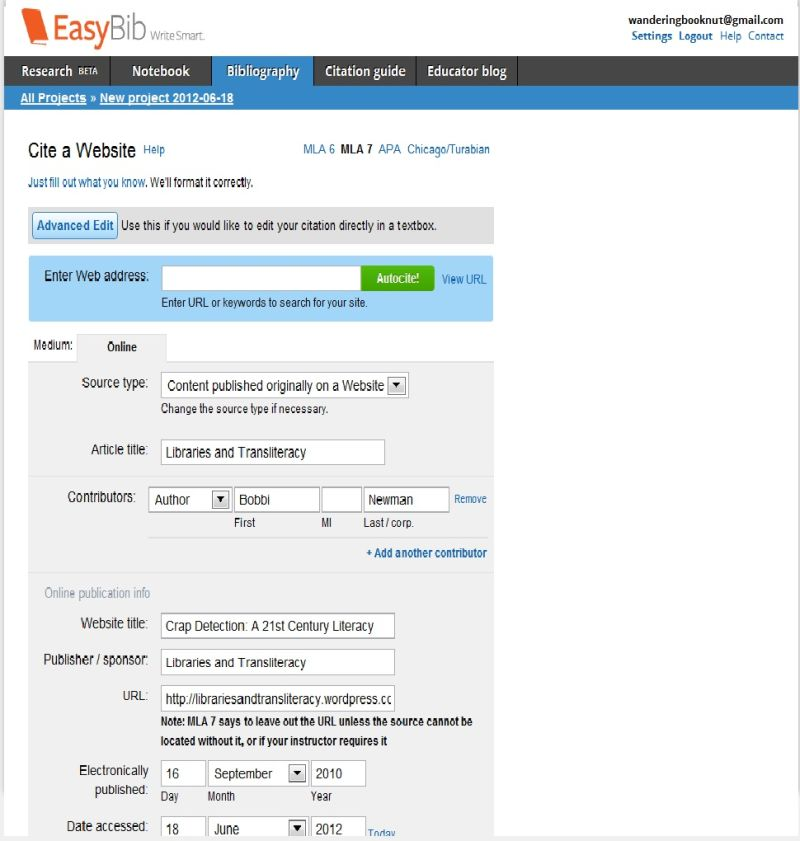 EasyBib Write Smart.
wanderingbooknut@gmail.com
Settings Logout Help Contact
Research BETA Notebook Bibliography Citation guide Educator blog
All Projects » New project 2012-06-18
Cite a Website Help MLA 6 MLA 7 APA Chicago/Turabian
Just fill out what you know. We'll format it correctly.
Advanced Edit Use this if you would like to edit your citation directly in a textbox.
Enter Web address: Autocite! View URL
Enter URL or keywords to search for your site.
Medium: Online
Source type: Content published originally on a Website
Change the source type if necessary.
Article title: Libraries and Transliteracy
Contributors: Author Bobbi Newman Remove
First MI Last / corp.
+ Add another contributor
Online publication info
Website title: Crap Detection: A 21st Century Literacy
Publisher / sponsor: Libraries and Transliteracy
URL: http://librariesandtransliteracy.wordpress.cc
Note: MLA 7 says to leave out the URL unless the source cannot be
located without it, or if your instructor requires it
Electronically
published: 16 September 2010
Day Month Year
Date accessed: 18 June 2012 Today